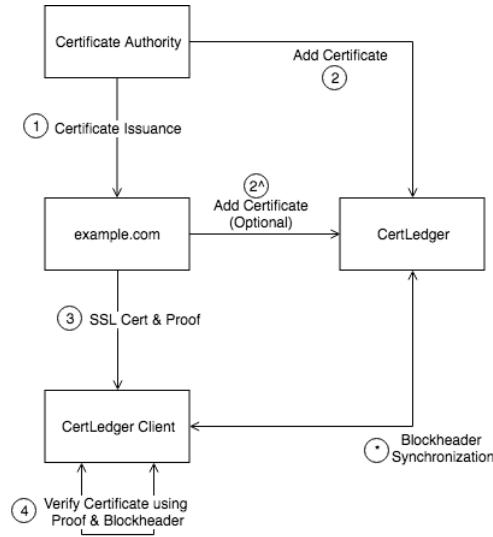 Certificate Authority
Add Certificate
2
1 Certificate Issuance
2^
Add Certificate
(Optional)
example.com
CertLedger
3 SSL Cert & Proof
CertLedger Client
* Blockheader
Synchronization
4 Verify Certificate using
Proof & Blockheader